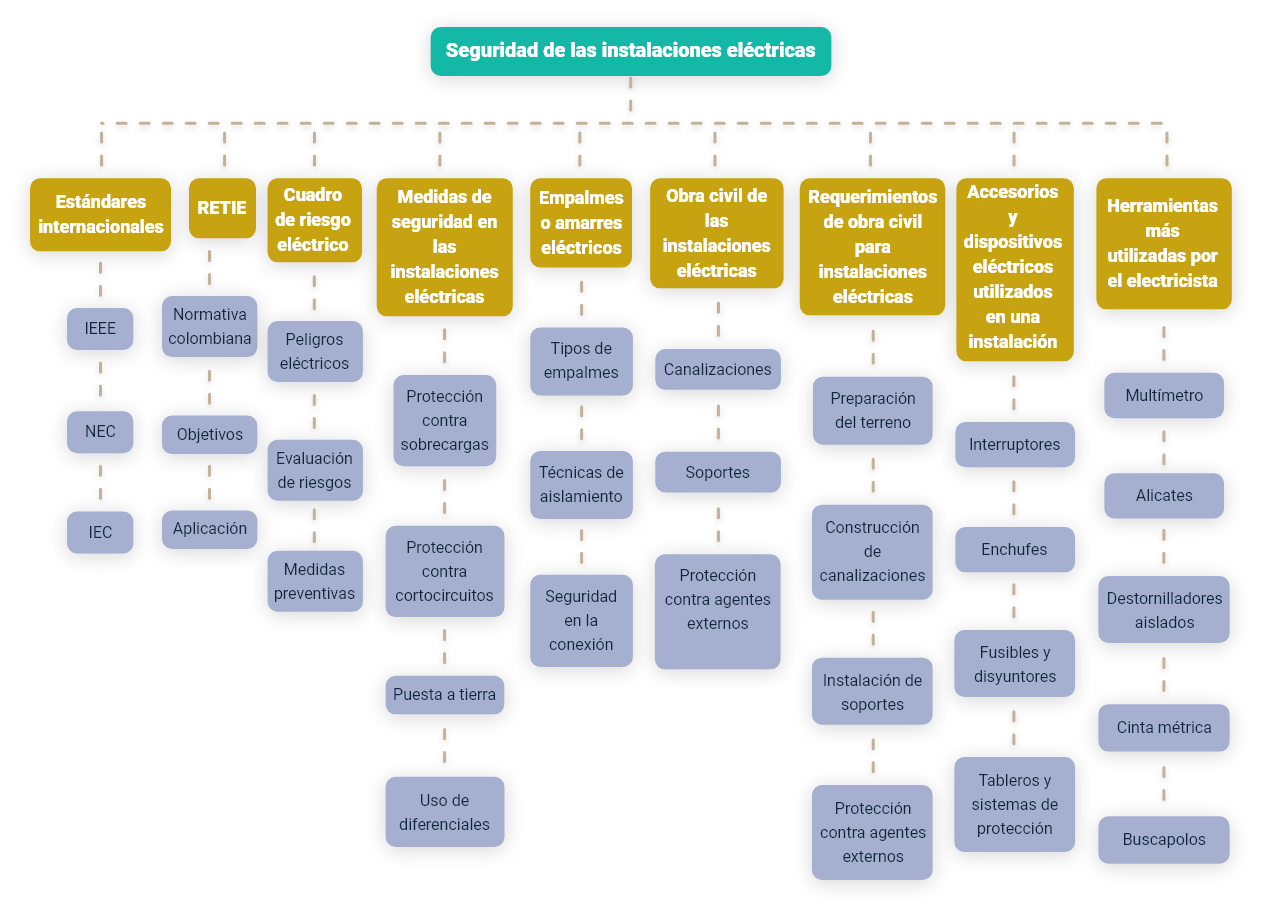 Seguridad de las instalaciones eléctricas
Estándares
internacionales
IEEE
NEC
IEC
RETIE
Normativa
colombiana
Objetivos
Aplicación
Cuadro
de riesgo
eléctrico
Peligros
eléctricos
Evaluación
de riesgos
Medidas
preventivas
Medidas de
seguridad en
las
instalaciones
eléctricas
Protección
contra
sobrecargas
Protección
contra
cortocircuitos
Puesta a tierra
Uso de
diferenciales
Empalmes
o amarres
eléctricos
Tipos de
empalmes
Técnicas de
aislamiento
Seguridad
en la
conexión
Obra civil de
las
instalaciones
eléctricas
Canalizaciones
Soportes
Protección
contra agentes
externos
Requerimientos
de obra civil
para
instalaciones
eléctricas
Preparación
del terreno
Construcción
de
canalizaciones
Instalación de
soportes
Protección
contra agentes
externos
Accesorios
y
dispositivos
eléctricos
utilizados
en una
instalación
Interruptores
Enchufes
Fusibles y
disyuntores
Tableros y
sistemas de
protección
Herramientas
más
utilizadas por
el electricista
Multímetro
Alicates
Destornilladores
aislados
Cinta métrica
Buscapolos